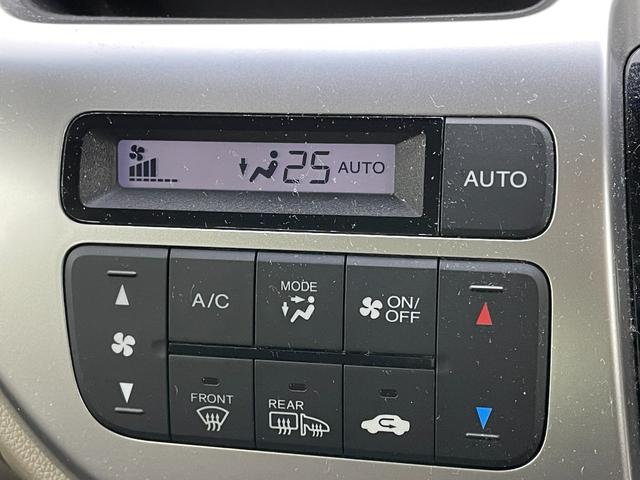 25 AUTO
AUTO
A/C
MODE
ON/
OFF
FRONT
REAR